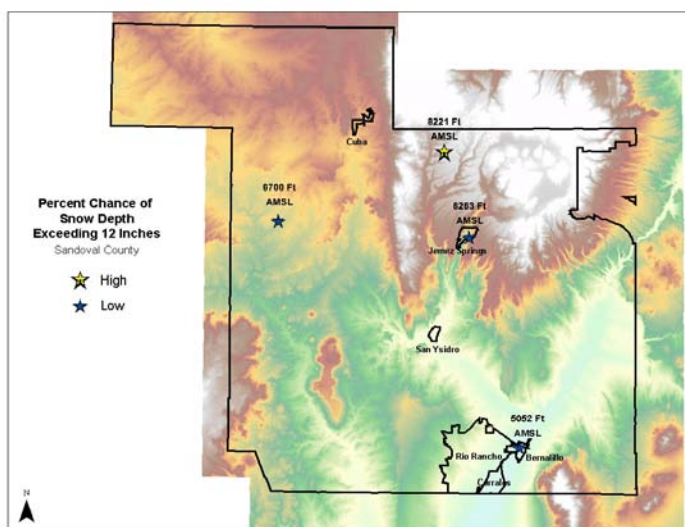 8221 Ft
AMSL
Cuba
6700 Ft
AMSL
6263 Ft
AMSL
Percent Chance of
Snow Depth
Exceeding 12 Inches
Sandoval County
High
Low
Jemez Springs
San Ysidro
5052 Ft
AMSL
Rio Rancho
Bernalillo
Corrales
N